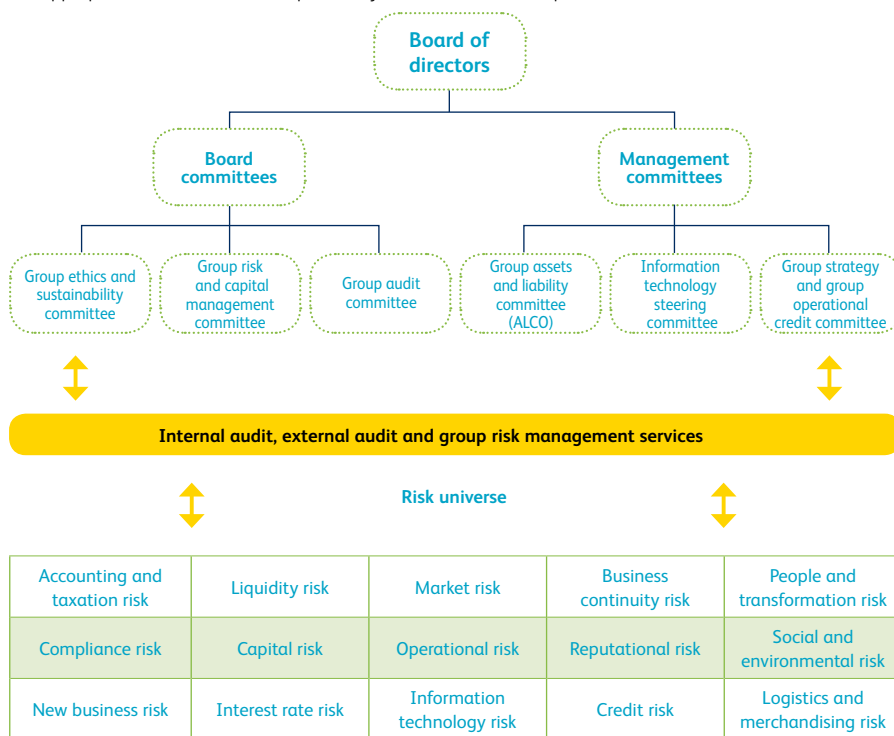 Board of
directors
Board
committees
Management
committees
Group ethics and
sustainability
committee
Group risk
and capital
management
committee
Group audit
committee
Group assets
and liability
committee
(ALCO)
Information
technology
steering
committee
Group strategy
and group
operational
credit committee
Internal audit, external audit and group risk management services
Risk universe
Accounting and
taxation risk
Liquidity risk
Market risk
Business
continuity risk
People and
transformation risk
Compliance risk
Capital risk
Operational risk
Reputational risk
Social and
environmental risk
New business risk
Interest rate risk
Information
technology risk
Credit risk
Logistics and
merchandising risk